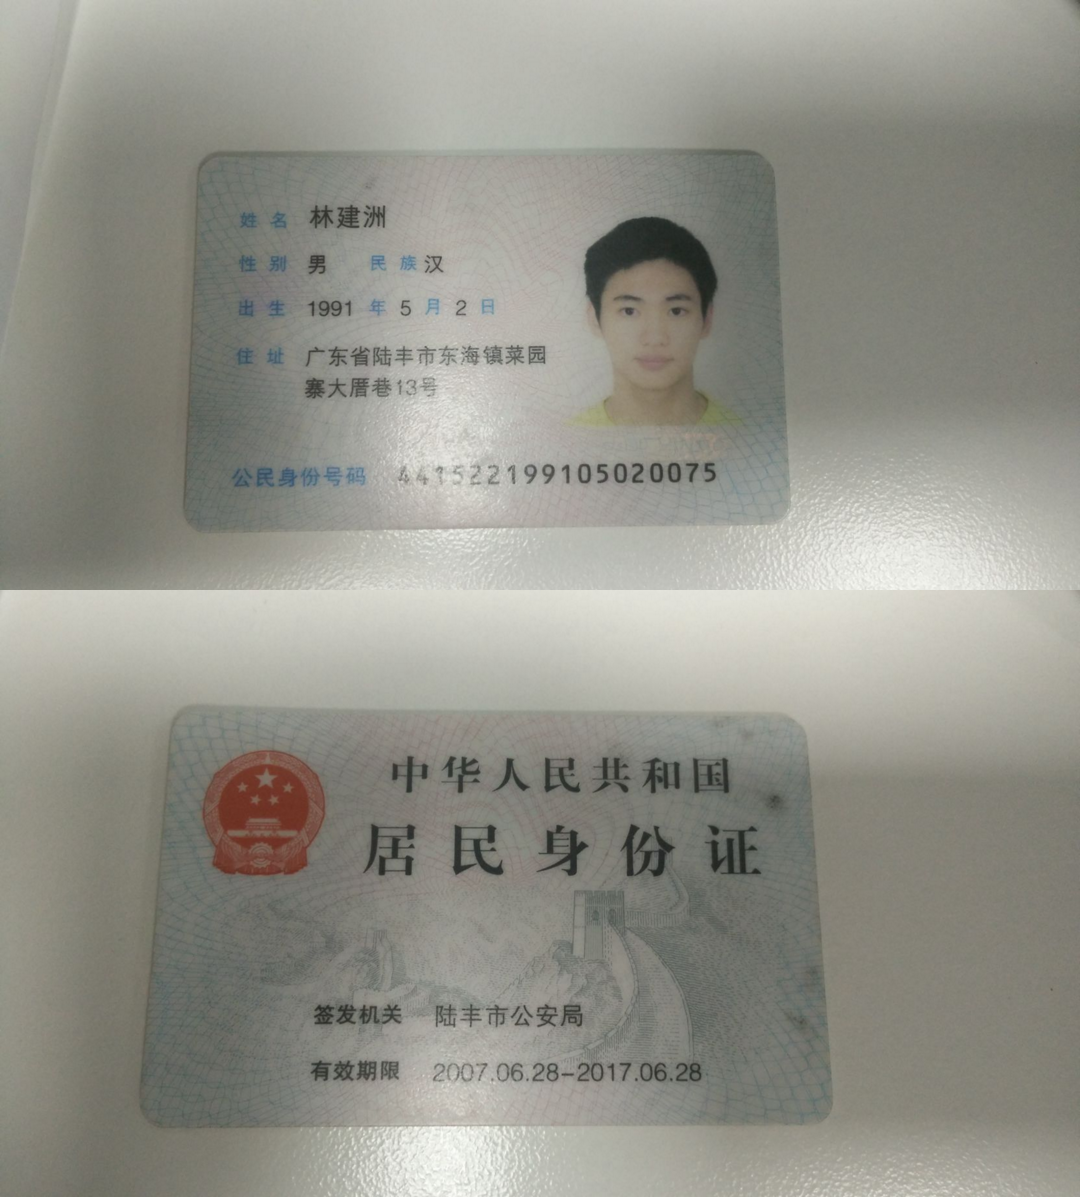 姓名 林建洲
性别 男 民族 汉
出生 1991 年 5 月 2 日
住址 广东省陆丰市东海镇菜园
寨大厝巷13号
公民身份号码 441522199105020075
中华人民共和国
居民身份证
签发机关 陆丰市公安局
有效期限 2007.06.28-2017.06.28